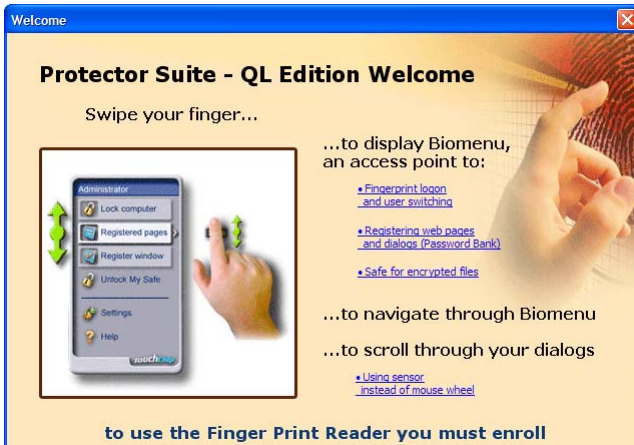 Welcome
Protector Suite - QL Edition Welcome
Swipe your finger...
Administrator
Lock computer
Registered pages
Register window
Unlock My Safe
Settings
Help
TouchChip
...to display Biomenu,
an access point to:
• Fingerprint logon
and user switching
• Registering web pages
and dialogs (Password Bank)
• Safe for encrypted files
...to navigate through Biomenu
...to scroll through your dialogs
• Using sensor
instead of mouse wheel
to use the Finger Print Reader you must enroll